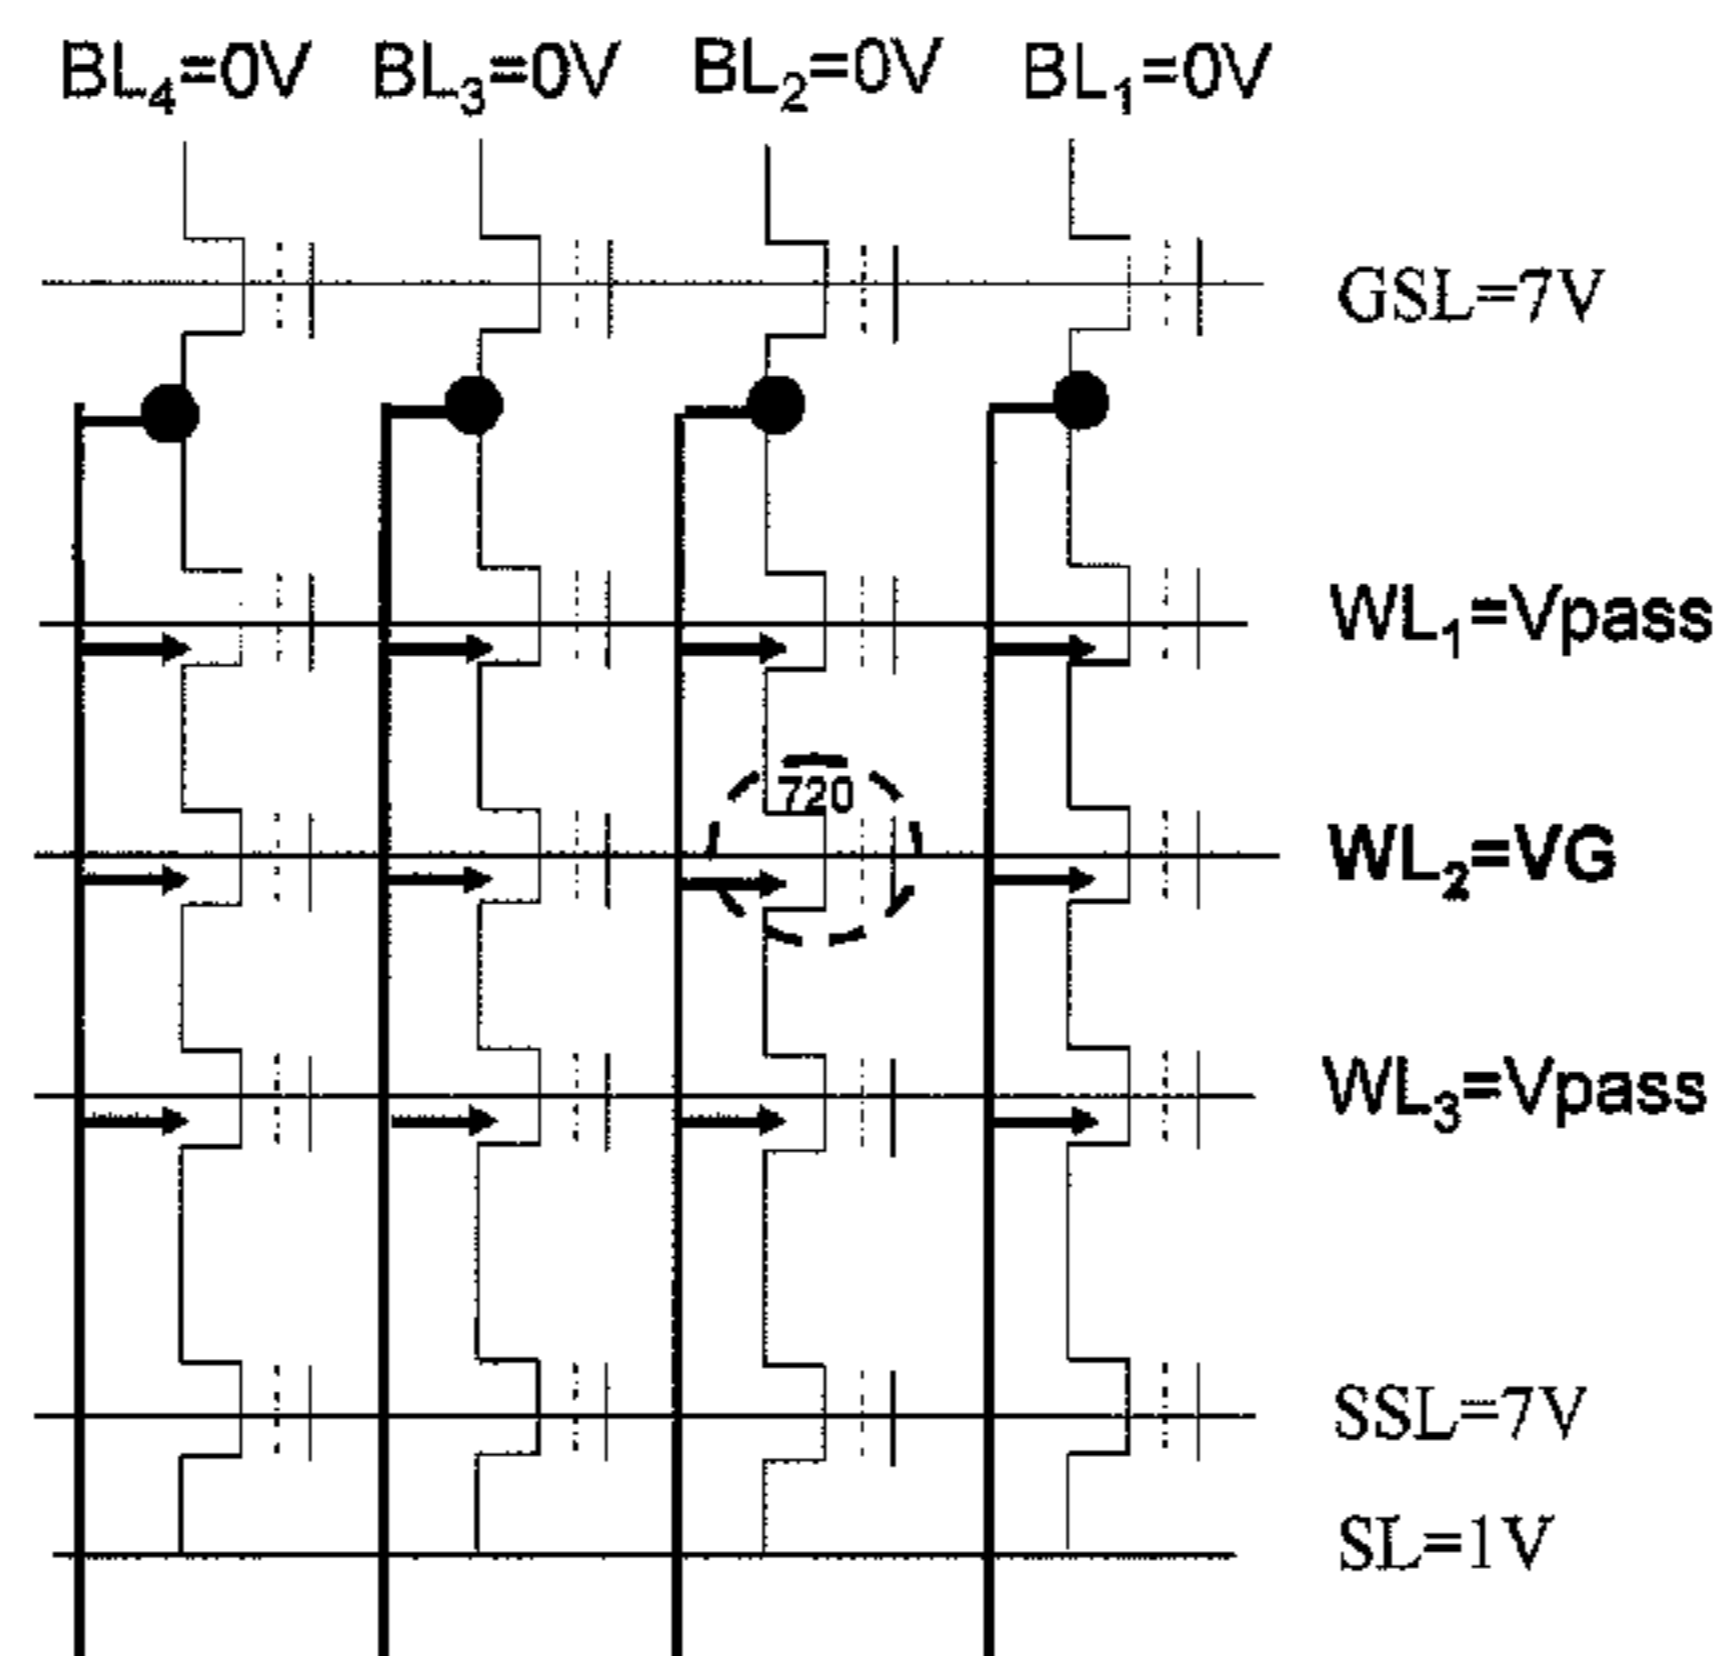 BL₄=0V BL₃=0V BL₂=0V BL₁=0V
GSL=7V
WL₁=Vpass
720
WL₂=VG
WL₃=Vpass
SSL=7V
SL=1V